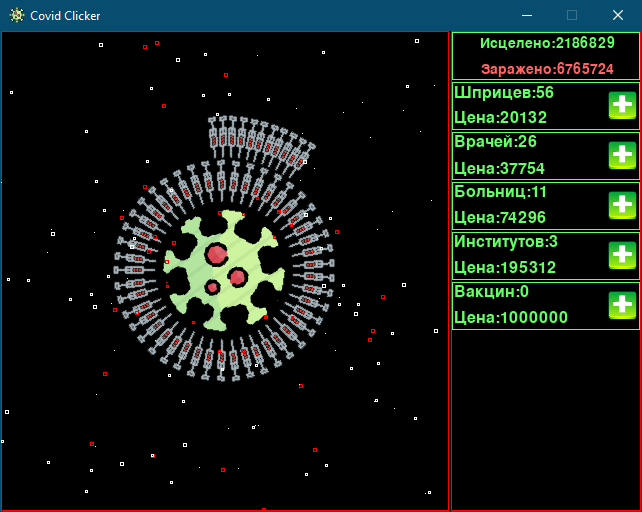 Covid Clicker
Исцелено:2186829
Заражено:6765724
Шприцев:56
Цена:20132
Врачей:26
Цена:37754
Больниц:11
Цена:74296
Институтов:3
Цена:195312
Вакцин:0
Цена:1000000